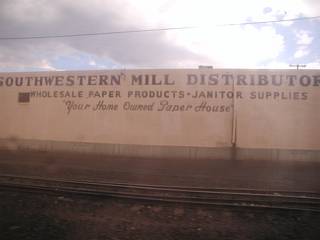 SOUTHWESTERN MILL DISTRIBUTOR
WHOLESALE PAPER PRODUCTS • JANITOR SUPPLIES
"Your Home Owned Paper House"